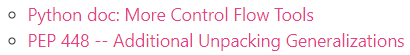 Python doc: More Control Flow Tools
PEP 448 -- Additional Unpacking Generalizations